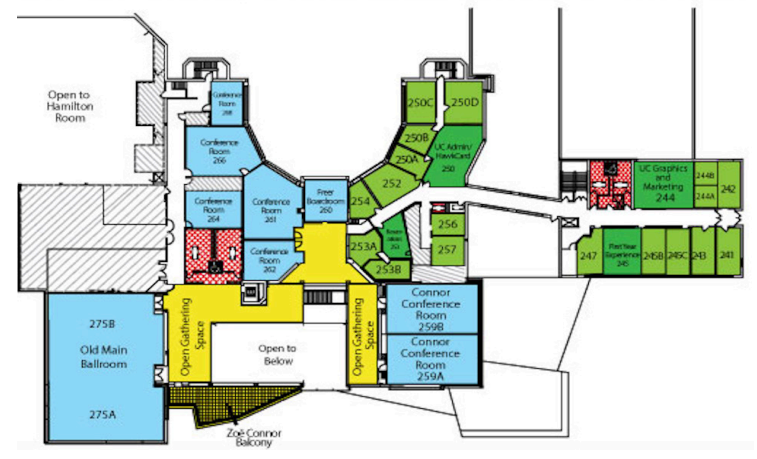 Open to
Hamilton
Room
Conference
Room
268
Conference
Room
266
Conference
Room
264
Conference
Room
261
Conference
Room
262
Freer
Boardroom
260
250C
250D
250B
250A
UC Admin/
HawkCard
250
252
254
253A
253B
256
257
UC Graphics
and
Marketing
244
244B
244A
242
247
First Year
Experience
245
245B
245C
243
241
275B
Old Main
Ballroom
275A
Open Gathering
Space
Open to
Below
Open Gathering
Space
Connor
Conference
Room
259B
Connor
Conference
Room
259A
Zoë Connor
Balcony